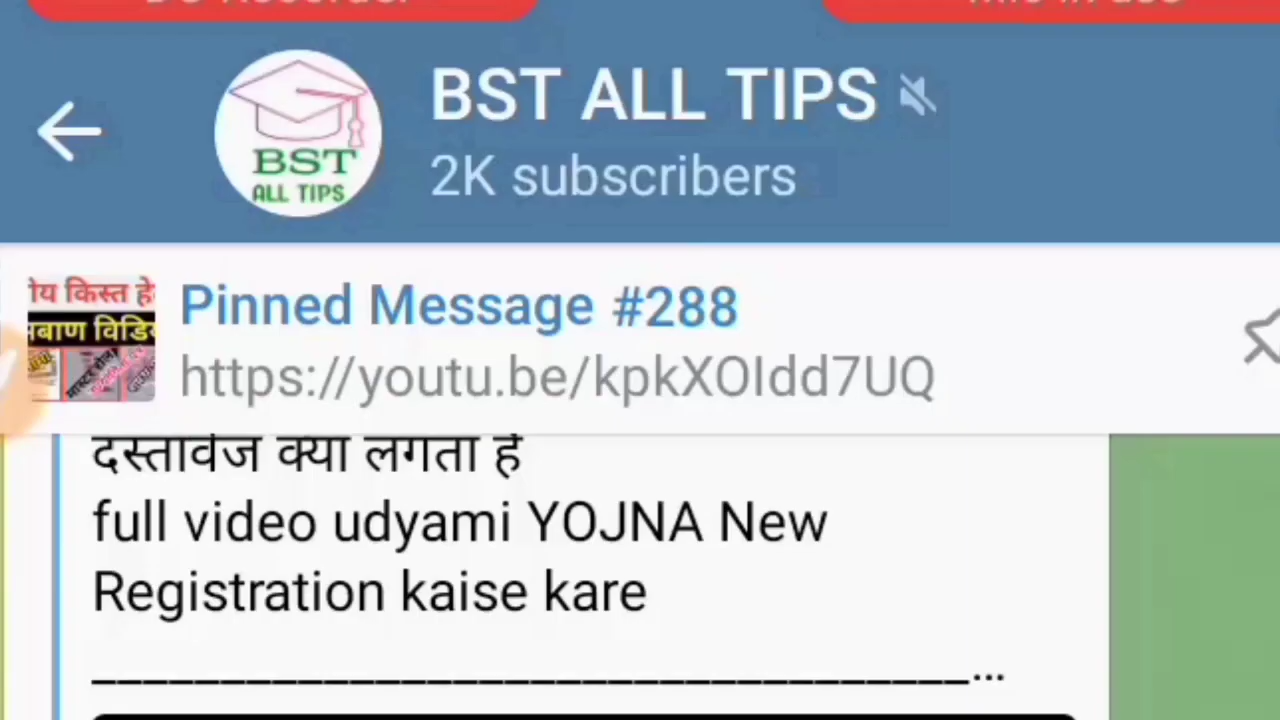 BST ALL TIPS
2K subscribers
BST
ALL TIPS
Pinned Message #288
https://youtu.be/kpkXOIdd7UQ
किस्त
दस्तावेज क्या लगता है
full video udyami YOJNA New
Registration kaise kare